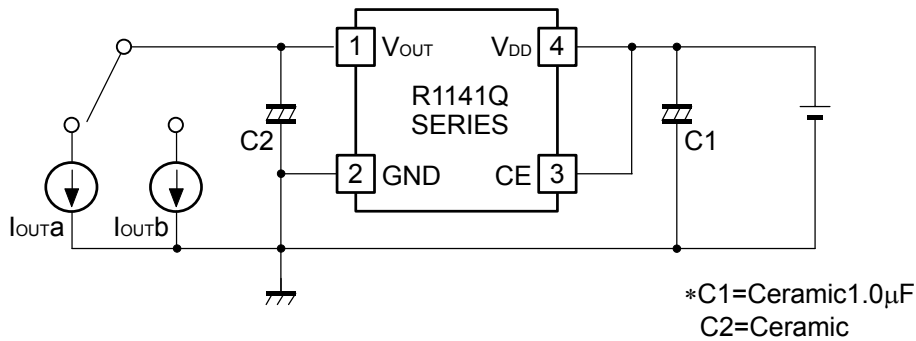 1 VOUT VDD 4
R1141Q
SERIES
C2 C1
2 GND CE 3
IOUTa IOUTb
*C1=Ceramic1.0μF
C2=Ceramic